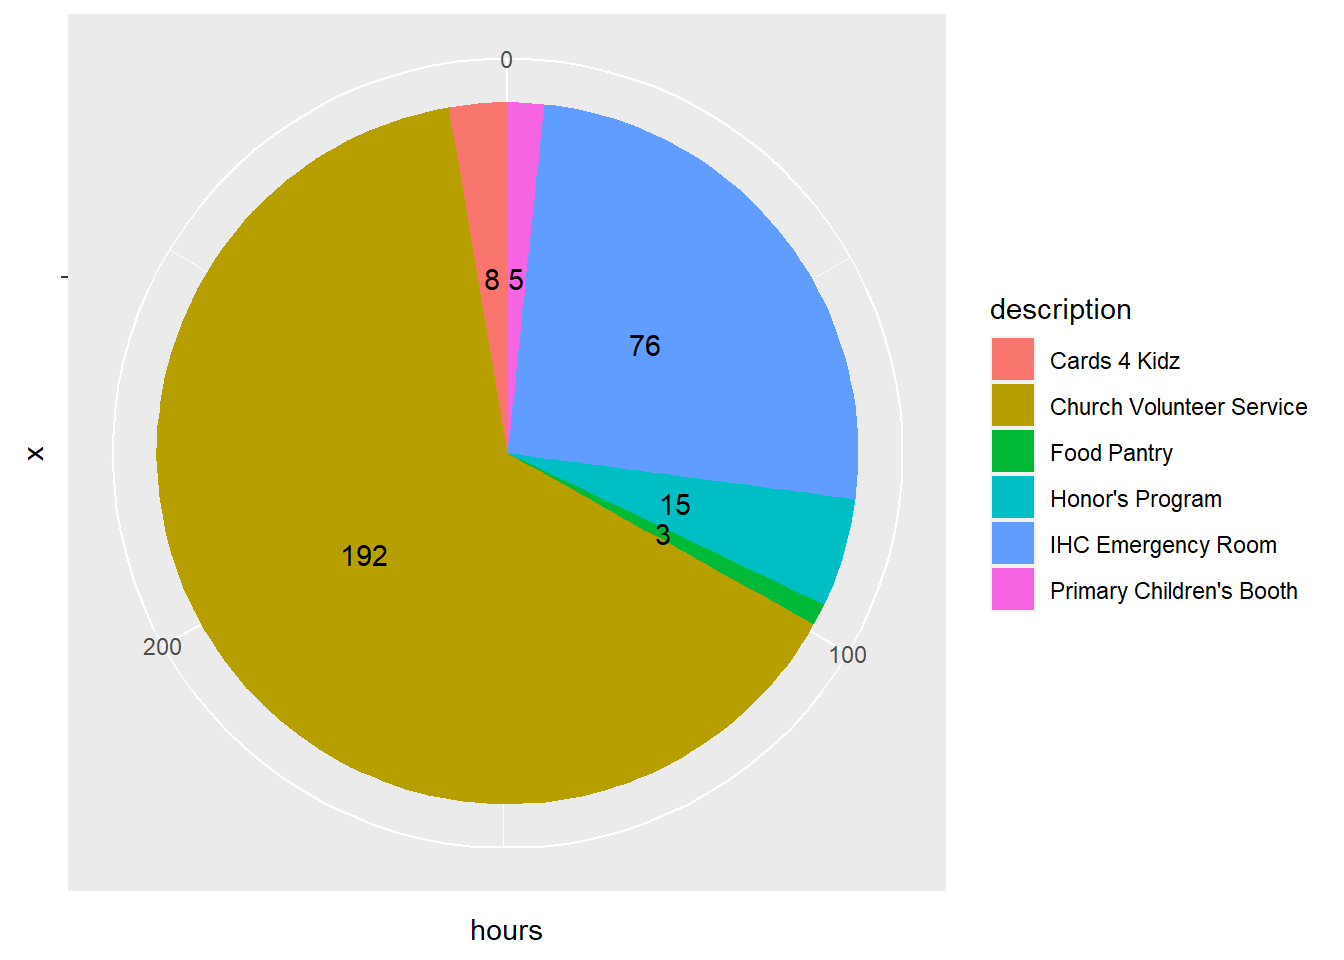 0
8 5
76
15
3
192
200
100
x
hours
description
Cards 4 Kidz
Church Volunteer Service
Food Pantry
Honor's Program
IHC Emergency Room
Primary Children's Booth